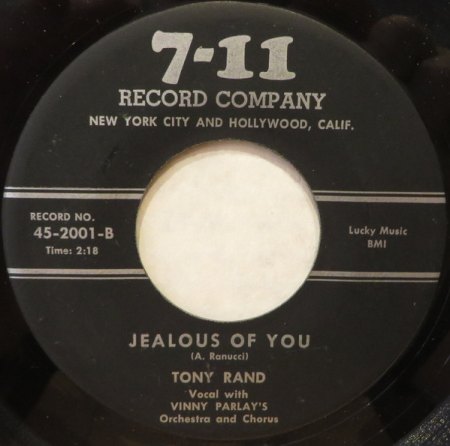 7-11
RECORD COMPANY
NEW YORK CITY AND HOLLYWOOD, CALIF.
RECORD NO.
45-2001-B
Time: 2:18
Lucky Music
BMI
JEALOUS OF YOU
(A. Ranucci)
TONY RAND
Vocal with
VINNY PARLAY'S
Orchestra and Chorus